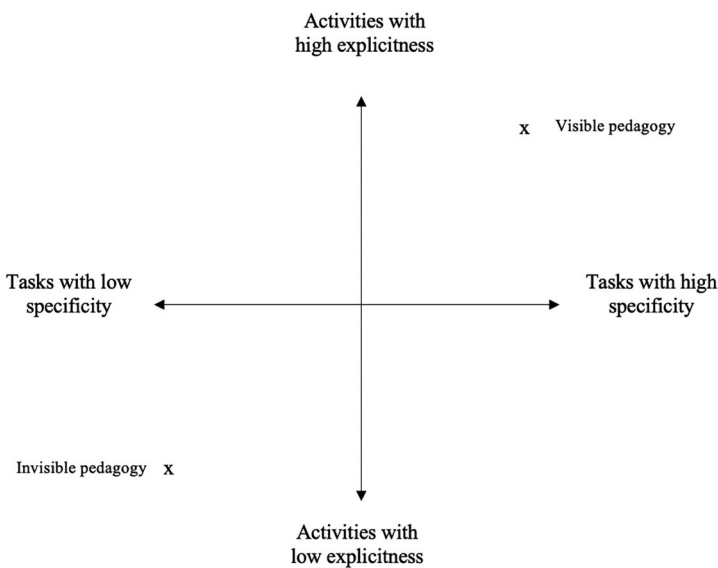 Activities with
high explicitness
x Visible pedagogy
Tasks with low
specificity
Tasks with high
specificity
Invisible pedagogy x
Activities with
low explicitness